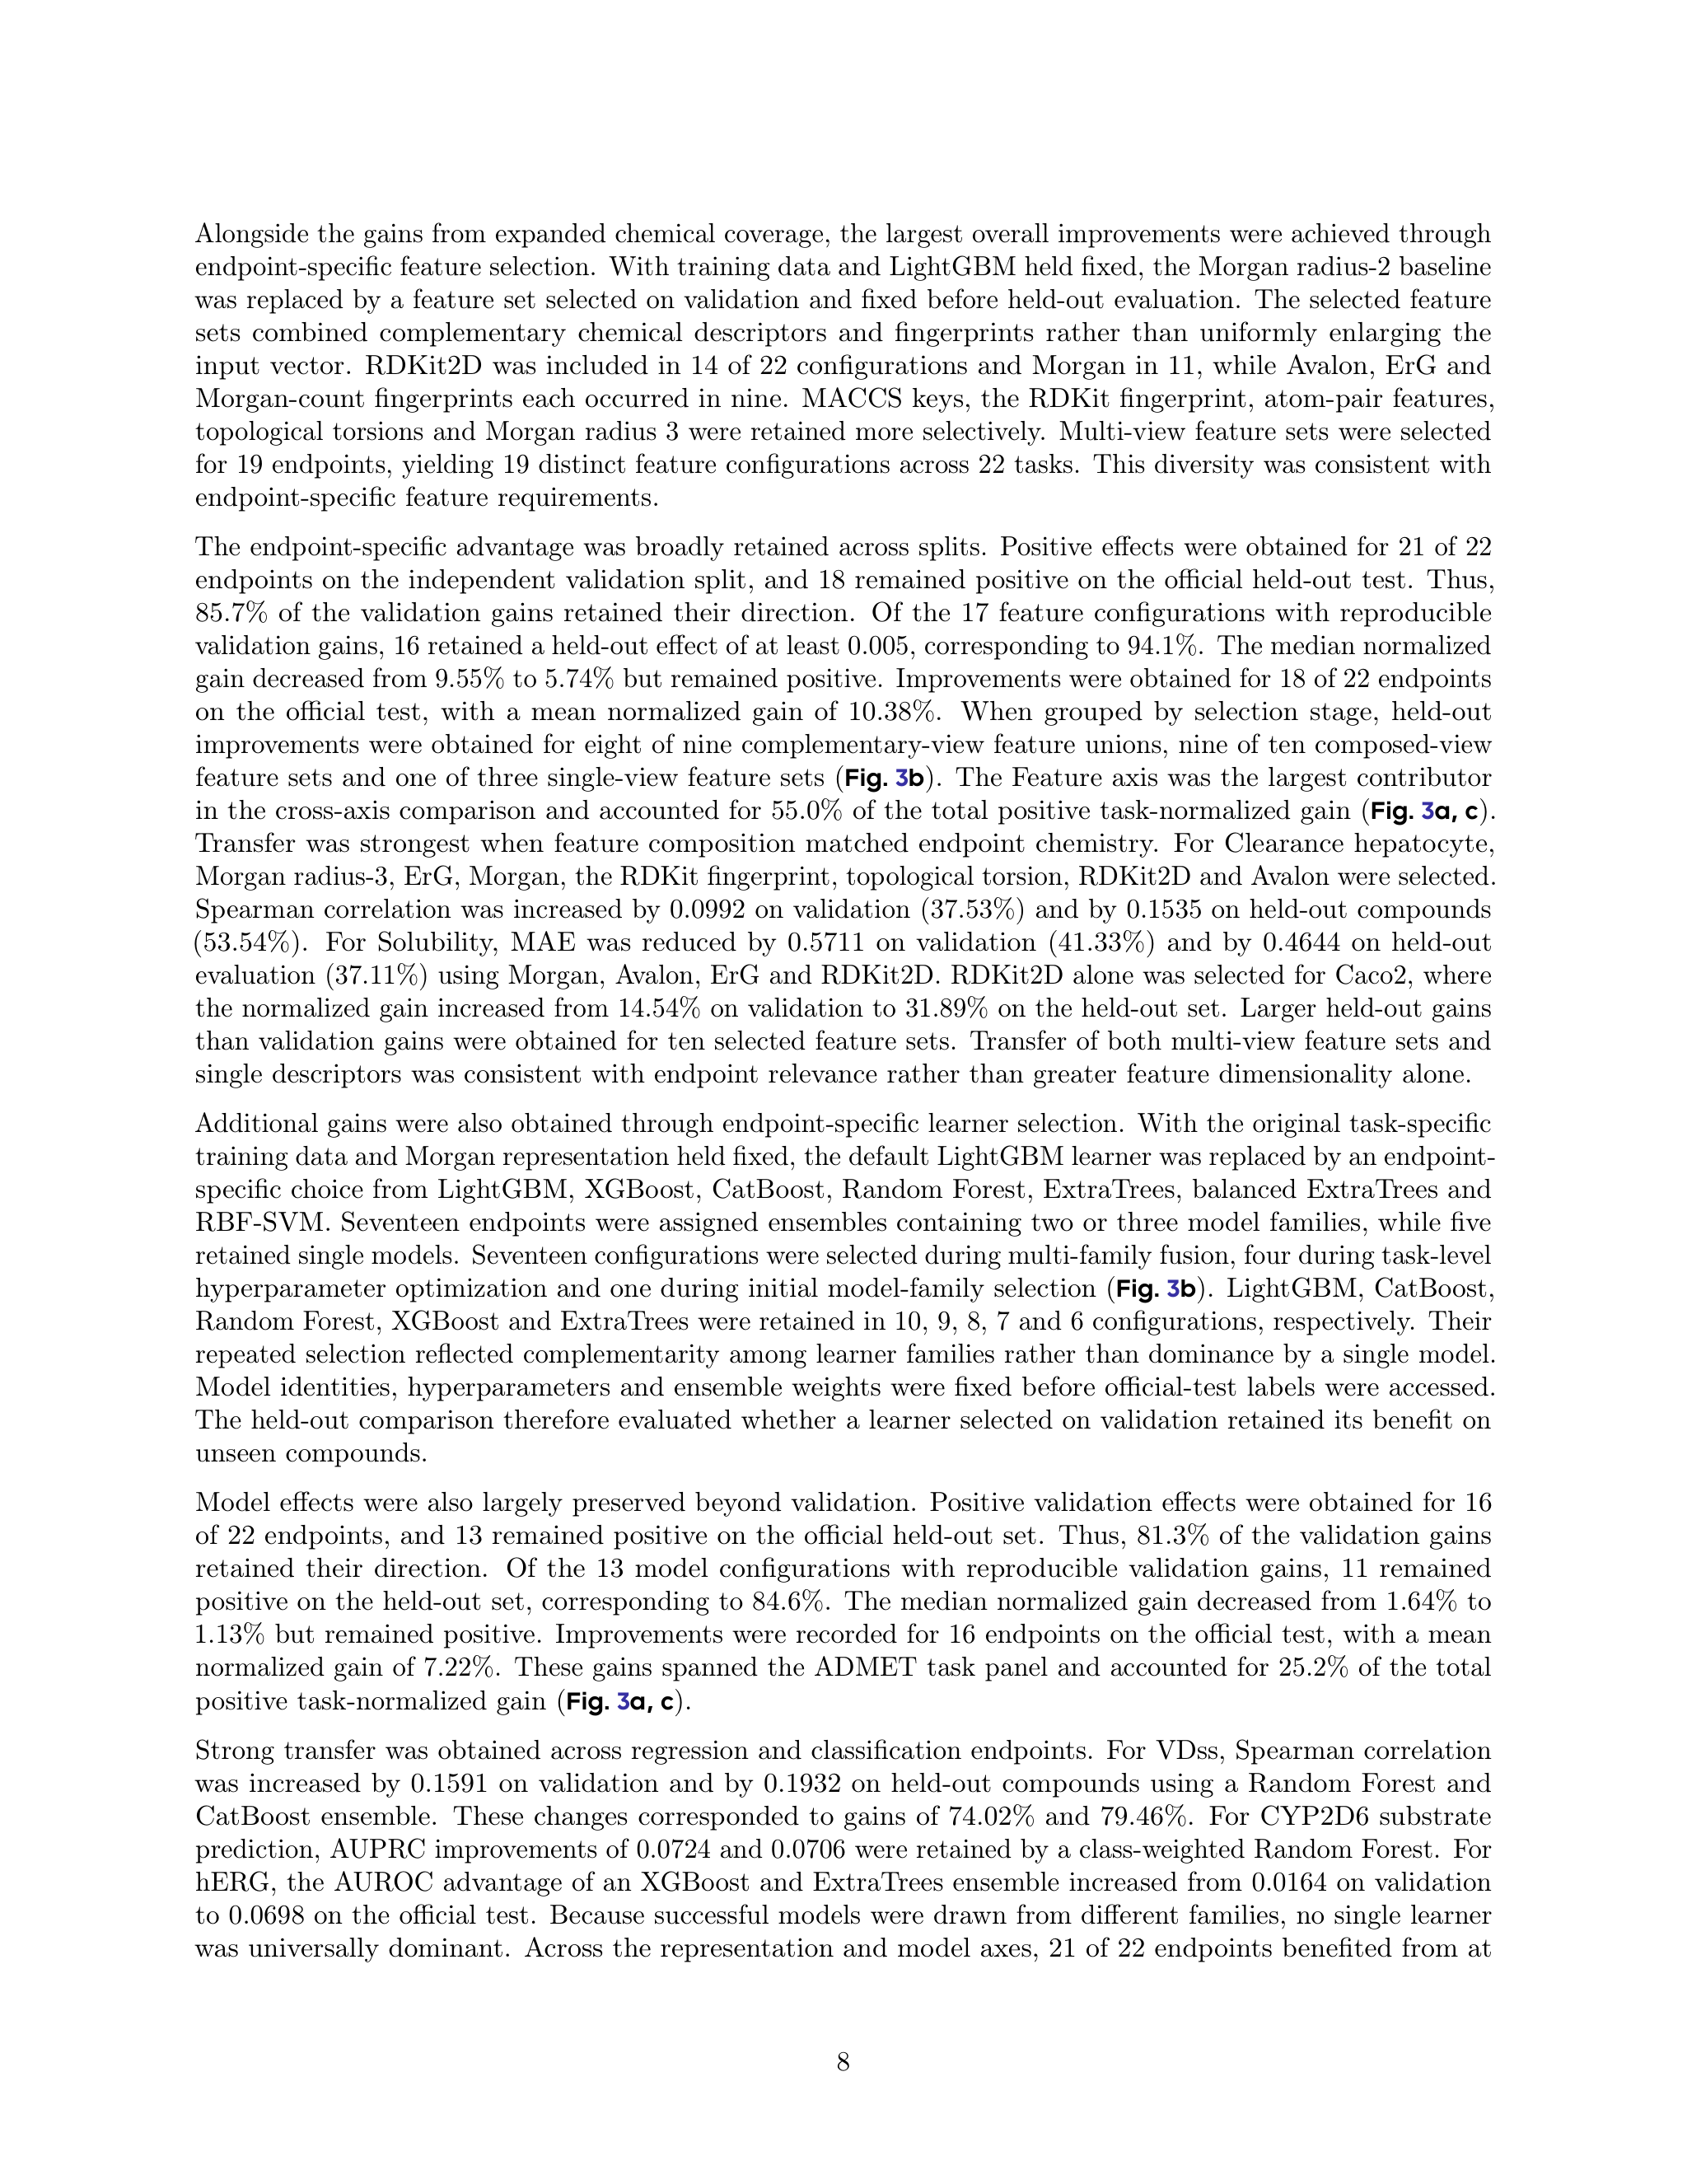 Alongside the gains from expanded chemical coverage, the largest overall improvements were achieved through
endpoint-specific feature selection. With training data and LightGBM held fixed, the Morgan radius-2 baseline
was replaced by a feature set selected on validation and fixed before held-out evaluation. The selected feature
sets combined complementary chemical descriptors and fingerprints rather than uniformly enlarging the
input vector. RDKit2D was included in 14 of 22 configurations and Morgan in 11, while Avalon, ErG and
Morgan-count fingerprints each occurred in nine. MACCS keys, the RDKit fingerprint, atom-pair features,
topological torsions and Morgan radius 3 were retained more selectively. Multi-view feature sets were selected
for 19 endpoints, yielding 19 distinct feature configurations across 22 tasks. This diversity was consistent with
endpoint-specific feature requirements.
The endpoint-specific advantage was broadly retained across splits. Positive effects were obtained for 21 of 22
endpoints on the independent validation split, and 18 remained positive on the official held-out test. Thus,
85.7% of the validation gains retained their direction. Of the 17 feature configurations with reproducible
validation gains, 16 retained a held-out effect of at least 0.005, corresponding to 94.1%. The median normalized
gain decreased from 9.55% to 5.74% but remained positive. Improvements were obtained for 18 of 22 endpoints
on the official test, with a mean normalized gain of 10.38%. When grouped by selection stage, held-out
improvements were obtained for eight of nine complementary-view feature unions, nine of ten composed-view
feature sets and one of three single-view feature sets (Fig. 3b). The Feature axis was the largest contributor
in the cross-axis comparison and accounted for 55.0% of the total positive task-normalized gain (Fig. 3a, c).
Transfer was strongest when feature composition matched endpoint chemistry. For Clearance hepatocyte,
Morgan radius-3, ErG, Morgan, the RDKit fingerprint, topological torsion, RDKit2D and Avalon were selected.
Spearman correlation was increased by 0.0992 on validation (37.53%) and by 0.1535 on held-out compounds
(53.54%). For Solubility, MAE was reduced by 0.5711 on validation (41.33%) and by 0.4644 on held-out
evaluation (37.11%) using Morgan, Avalon, ErG and RDKit2D. RDKit2D alone was selected for Caco2, where
the normalized gain increased from 14.54% on validation to 31.89% on the held-out set. Larger held-out gains
than validation gains were obtained for ten selected feature sets. Transfer of both multi-view feature sets and
single descriptors was consistent with endpoint relevance rather than greater feature dimensionality alone.
Additional gains were also obtained through endpoint-specific learner selection. With the original task-specific
training data and Morgan representation held fixed, the default LightGBM learner was replaced by an endpoint-
specific choice from LightGBM, XGBoost, CatBoost, Random Forest, ExtraTrees, balanced ExtraTrees and
RBF-SVM. Seventeen endpoints were assigned ensembles containing two or three model families, while five
retained single models. Seventeen configurations were selected during multi-family fusion, four during task-level
hyperparameter optimization and one during initial model-family selection (Fig. 3b). LightGBM, CatBoost,
Random Forest, XGBoost and ExtraTrees were retained in 10, 9, 8, 7 and 6 configurations, respectively. Their
repeated selection reflected complementarity among learner families rather than dominance by a single model.
Model identities, hyperparameters and ensemble weights were fixed before official-test labels were accessed.
The held-out comparison therefore evaluated whether a learner selected on validation retained its benefit on
unseen compounds.
Model effects were also largely preserved beyond validation. Positive validation effects were obtained for 16
of 22 endpoints, and 13 remained positive on the official held-out set. Thus, 81.3% of the validation gains
retained their direction. Of the 13 model configurations with reproducible validation gains, 11 remained
positive on the held-out set, corresponding to 84.6%. The median normalized gain decreased from 1.64% to
1.13% but remained positive. Improvements were recorded for 16 endpoints on the official test, with a mean
normalized gain of 7.22%. These gains spanned the ADMET task panel and accounted for 25.2% of the total
positive task-normalized gain (Fig. 3a, c).
Strong transfer was obtained across regression and classification endpoints. For VDss, Spearman correlation
was increased by 0.1591 on validation and by 0.1932 on held-out compounds using a Random Forest and
CatBoost ensemble. These changes corresponded to gains of 74.02% and 79.46%. For CYP2D6 substrate
prediction, AUPRC improvements of 0.0724 and 0.0706 were retained by a class-weighted Random Forest. For
hERG, the AUROC advantage of an XGBoost and ExtraTrees ensemble increased from 0.0164 on validation
to 0.0698 on the official test. Because successful models were drawn from different families, no single learner
was universally dominant. Across the representation and model axes, 21 of 22 endpoints benefited from at
8